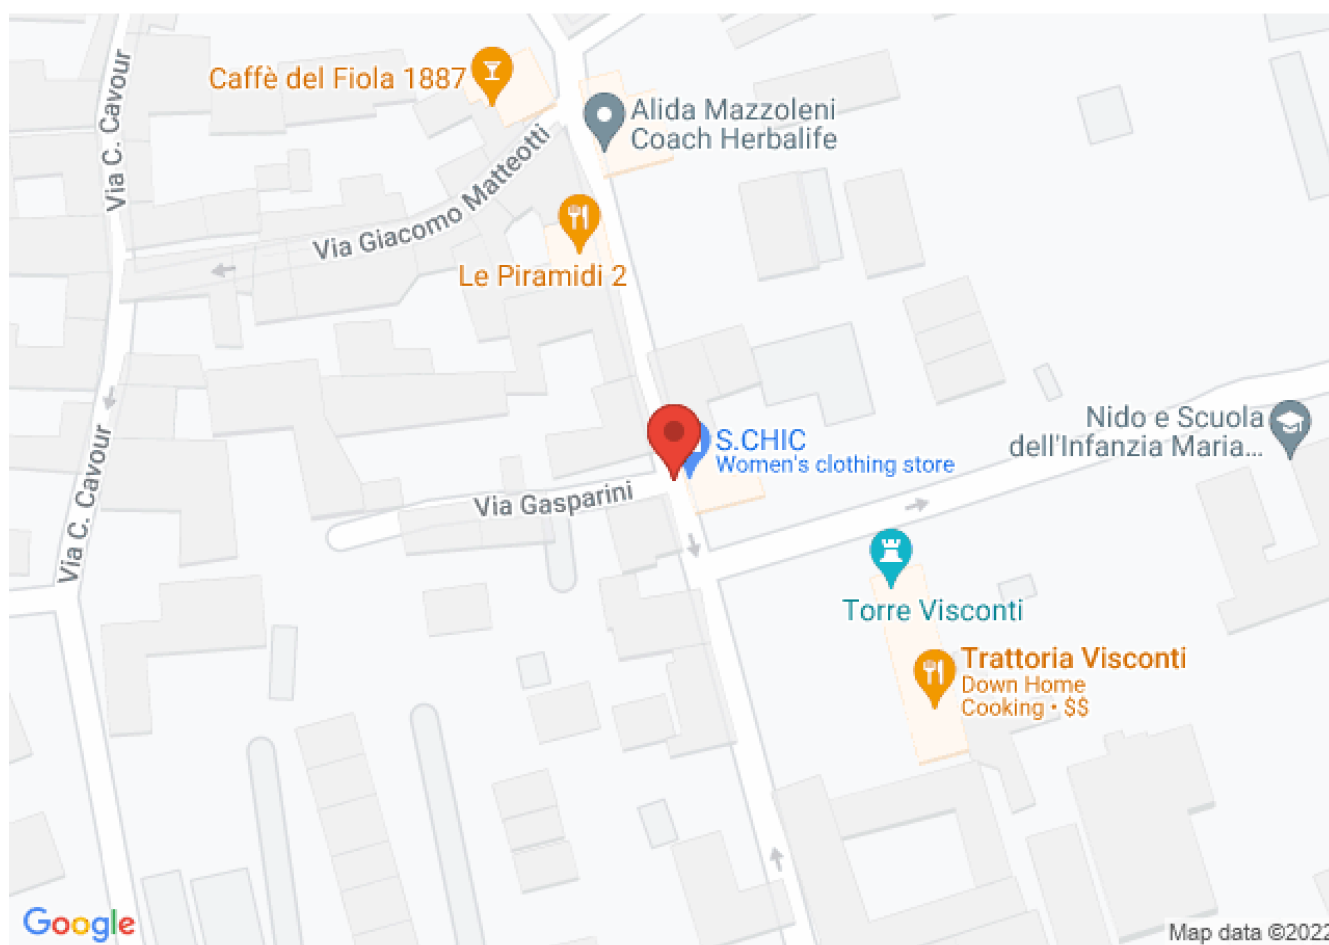 Via C. Cavour
Caffè del Fiola 1887
Alida Mazzoleni
Coach Herbalife
Via Giacomo Matteotti
Le Piramidi 2
Nido e Scuola
dell'Infanzia Maria...
S.CHIC
Women's clothing store
Via C. Cavour
Via Gasparini
Torre Visconti
Trattoria Visconti
Down Home
Cooking • $$
Google
Map data ©2022